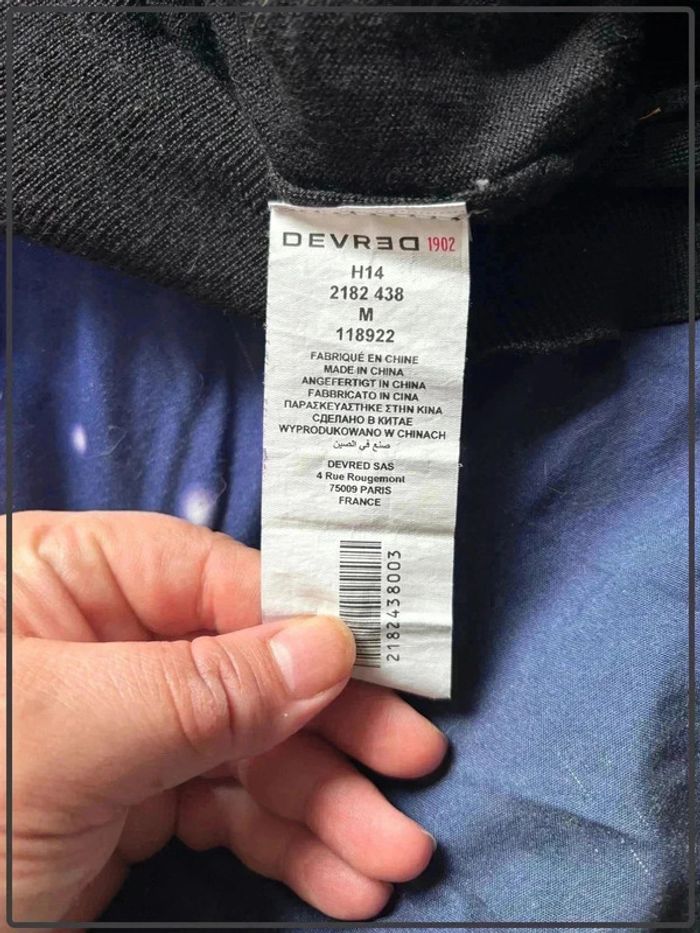 DEVRED 1902
H14
2182 438
M
118922
FABRIQUÉ EN CHINE
MADE IN CHINA
ANGEFERTIGT IN CHINA
FABBRICATO IN CINA
ΠΑΡΑΣΚΕΥΑΣΤΗΚΕ ΣΤΗΝ ΚΙΝΑ
СДЕЛАНО В КИТАЕ
WYPRODUKOWANO W CHINACH
صنع في الصين
DEVRED SAS
4 Rue Rougemont
75009 PARIS
FRANCE
2182438003